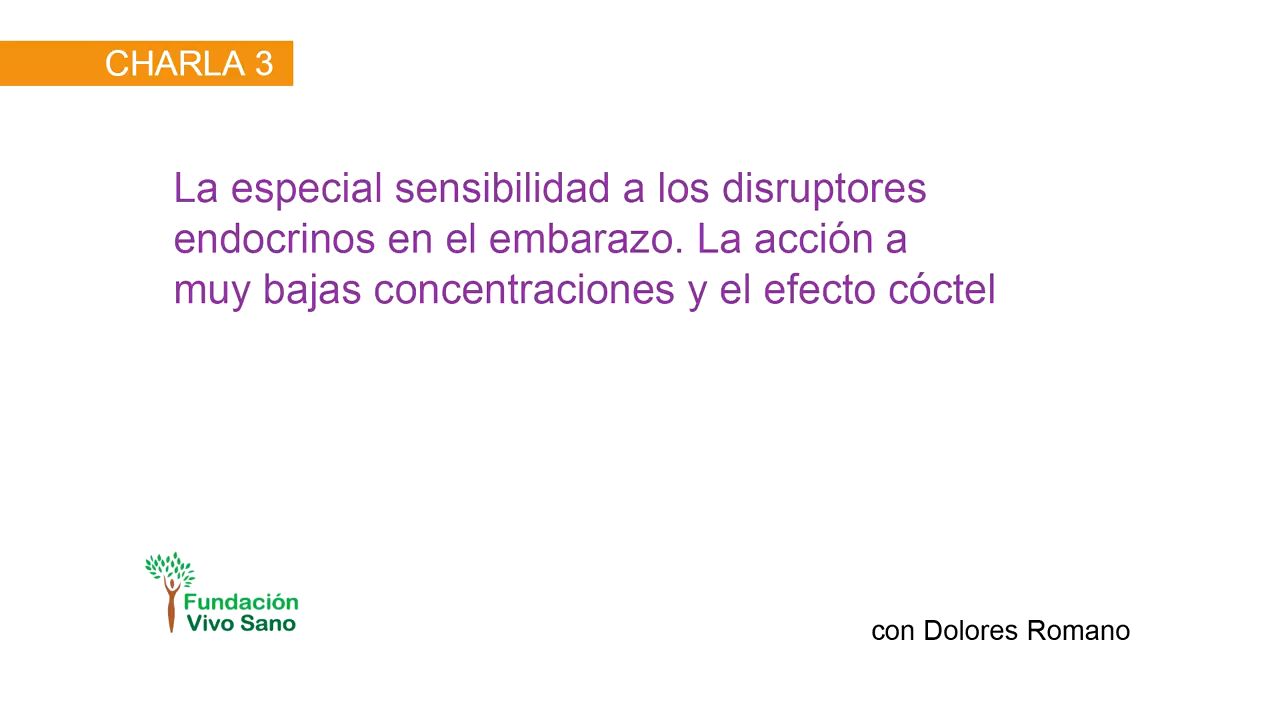 CHARLA 3
La especial sensibilidad a los disruptores
endocrinos en el embarazo. La acción a
muy bajas concentraciones y el efecto cóctel
Fundación
Vivo Sano
con Dolores Romano